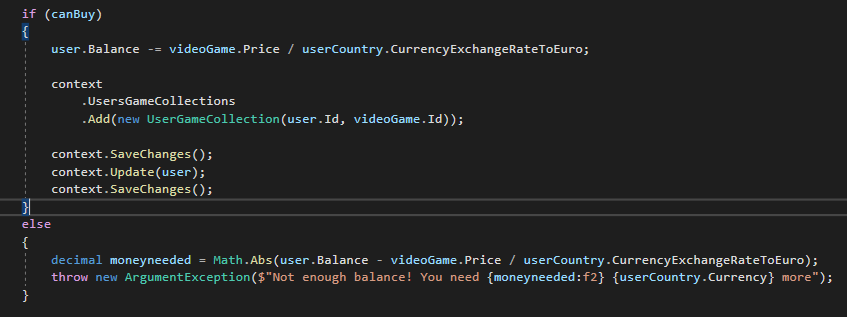 if (canBuy)
{
user.Balance -= videoGame.Price / userCountry.CurrencyExchangeRateToEuro;
context
.UsersGameCollections
.Add(new UserGameCollection(user.Id, videoGame.Id));
context.SaveChanges();
context.Update(user);
context.SaveChanges();
}
else
{
decimal moneyneeded = Math.Abs(user.Balance - videoGame.Price / userCountry.CurrencyExchangeRateToEuro);
throw new ArgumentException($"Not enough balance! You need {moneyneeded:f2} {userCountry.Currency} more");
}